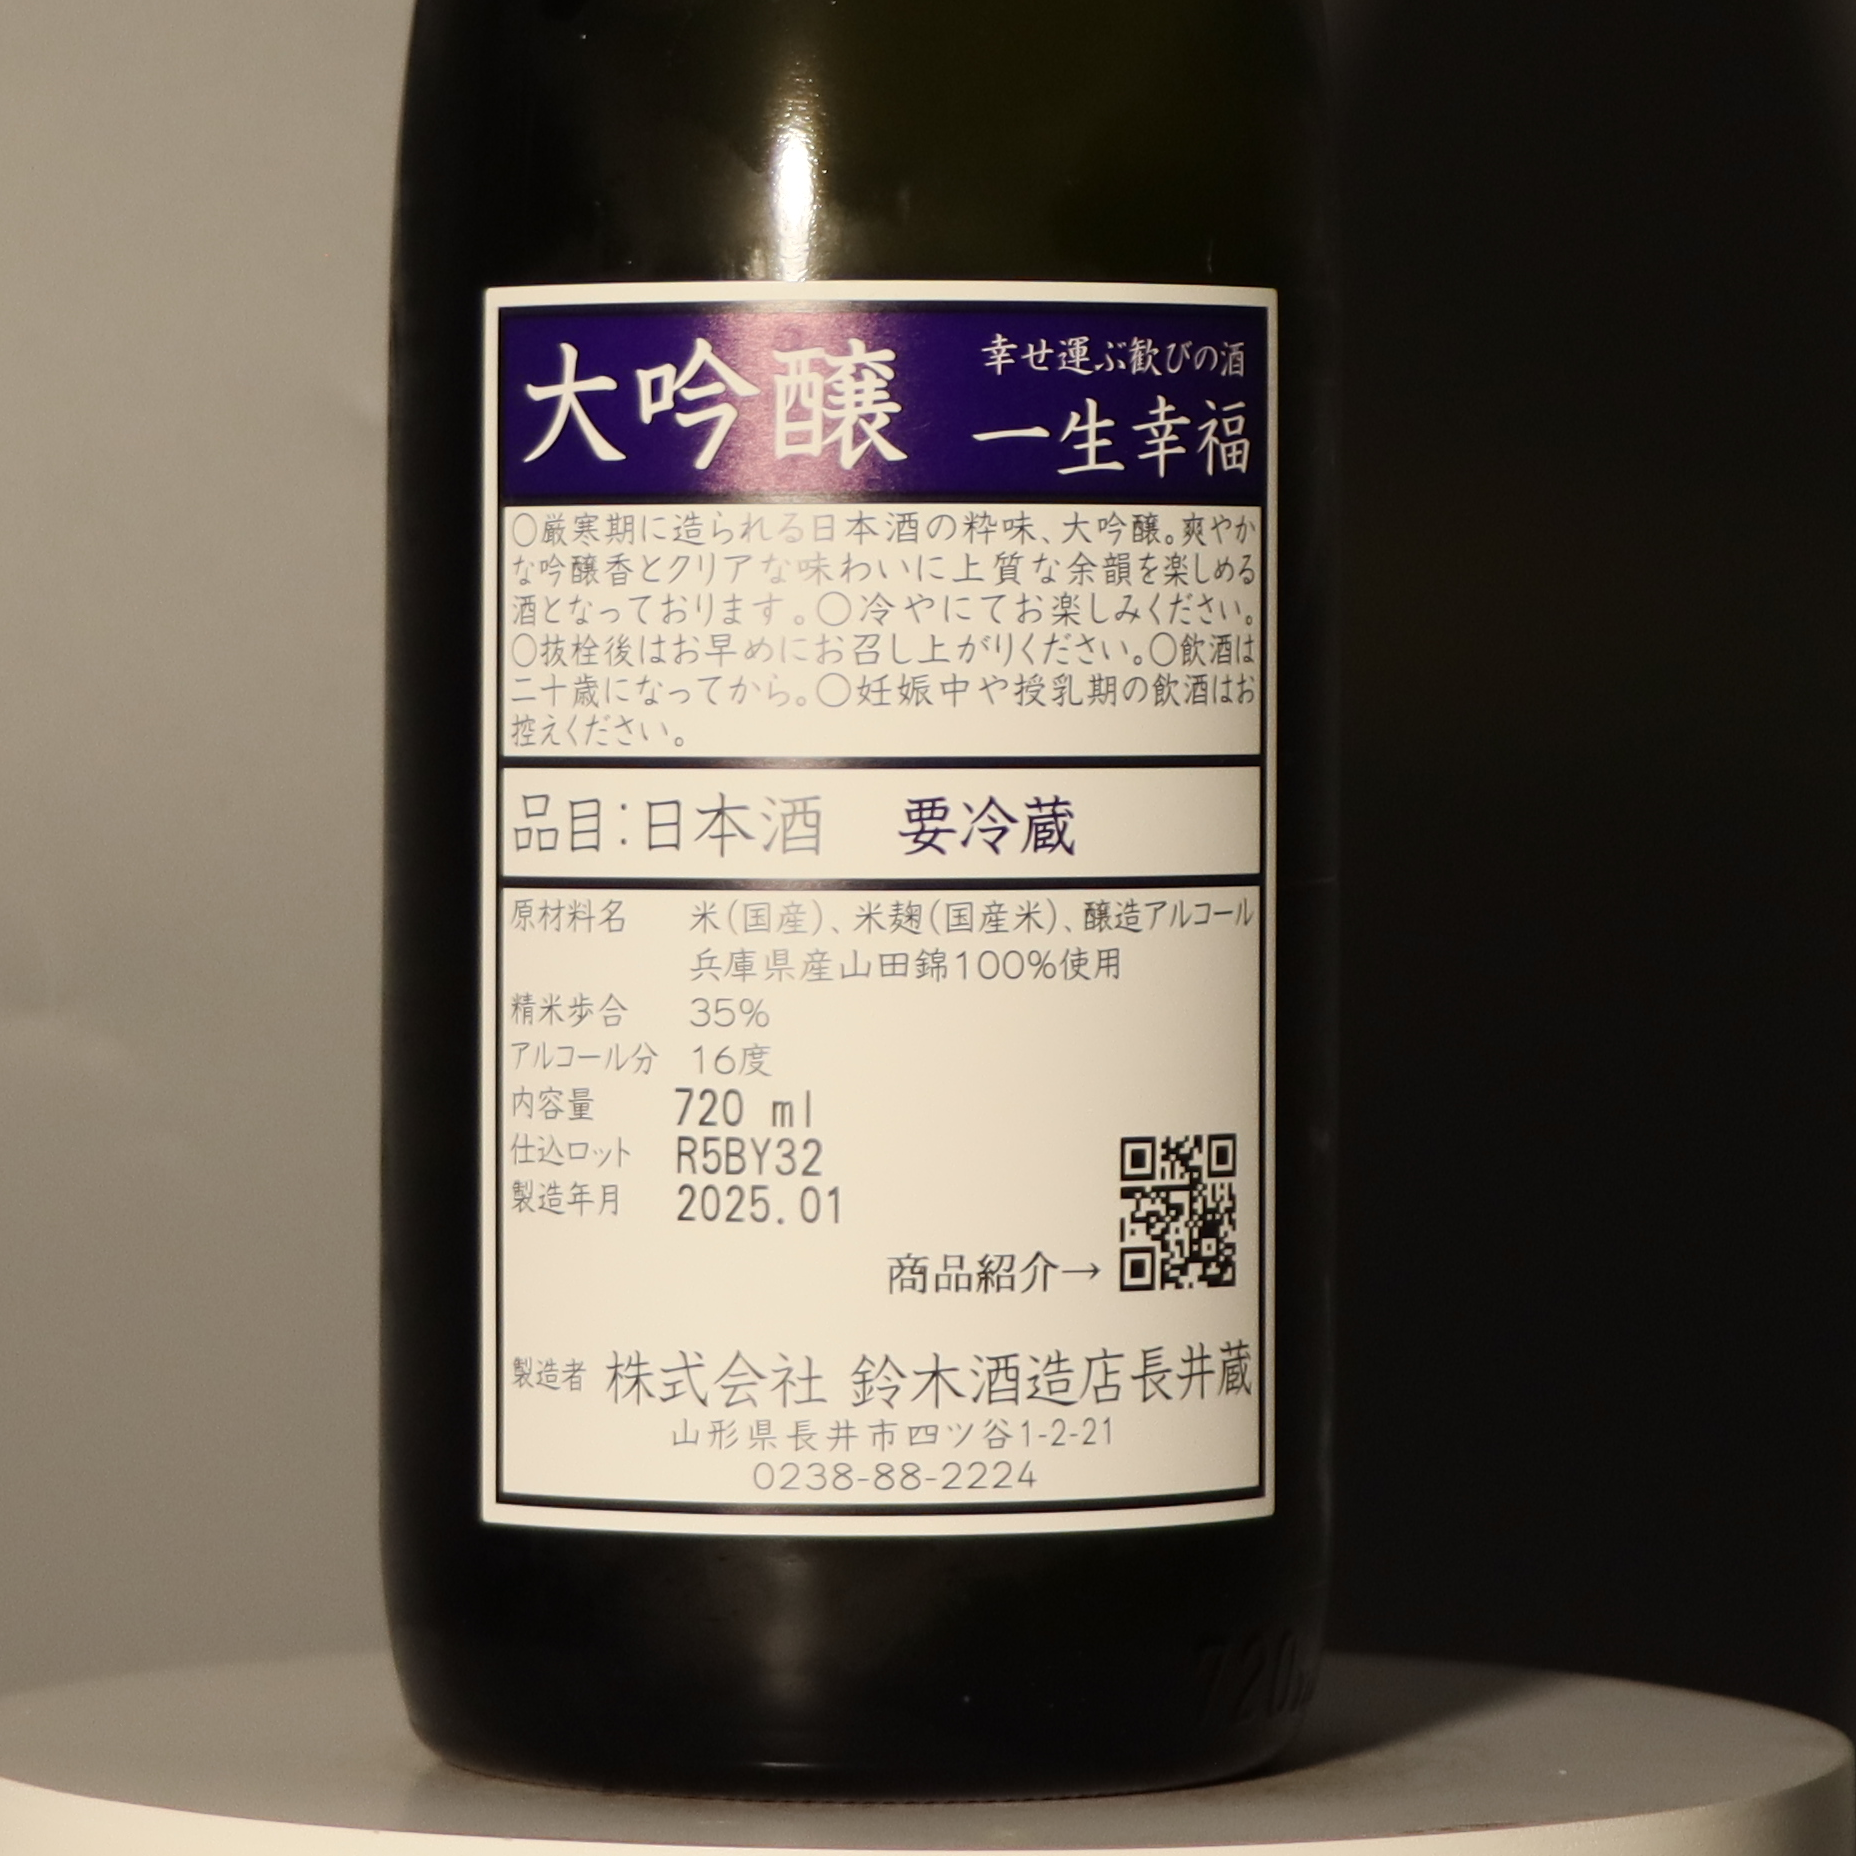 大吟醸
幸せ運ぶ歓びの酒
一生幸福
○厳寒期に造られる日本酒の粋味、大吟醸。爽やか
な吟醸香とクリアな味わいに上質な余韻を楽しめる
酒となっております。○冷やにてお楽しみください。
○抜栓後はお早めにお召し上がりください。○飲酒は
二十歳になってから。○妊娠中や授乳期の飲酒はお
控えください。
品目:日本酒 要冷蔵
原材料名 米(国産)、米麹(国産米)、醸造アルコール
兵庫県産山田錦100%使用
精米歩合 35%
アルコール分 16度
内容量 720 ml
仕込ロット R5BY32
製造年月 2025.01
商品紹介→
製造者 株式会社 鈴木酒造店長井蔵
山形県長井市四ツ谷1-2-21
0238-88-2224
720